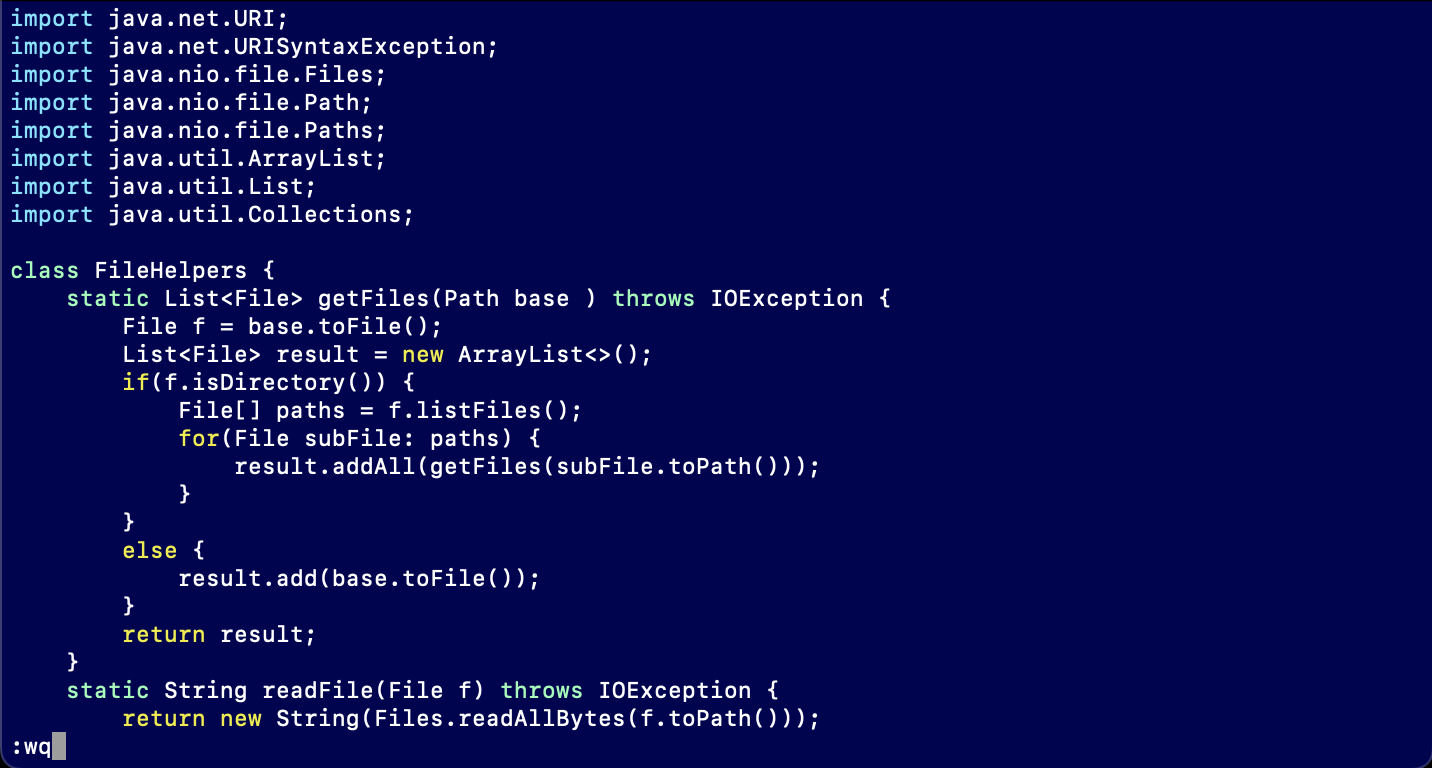 import java.net.URI;
import java.net.URISyntaxException;
import java.nio.file.Files;
import java.nio.file.Path;
import java.nio.file.Paths;
import java.util.ArrayList;
import java.util.List;
import java.util.Collections;

class FileHelpers {
    static List<File> getFiles(Path base ) throws IOException {
        File f = base.toFile();
        List<File> result = new ArrayList<>();
        if(f.isDirectory()) {
            File[] paths = f.listFiles();
            for(File subFile: paths) {
                result.addAll(getFiles(subFile.toPath()));
            }
        }
        else {
            result.add(base.toFile());
        }
        return result;
    }
    static String readFile(File f) throws IOException {
        return new String(Files.readAllBytes(f.toPath()));
:wq